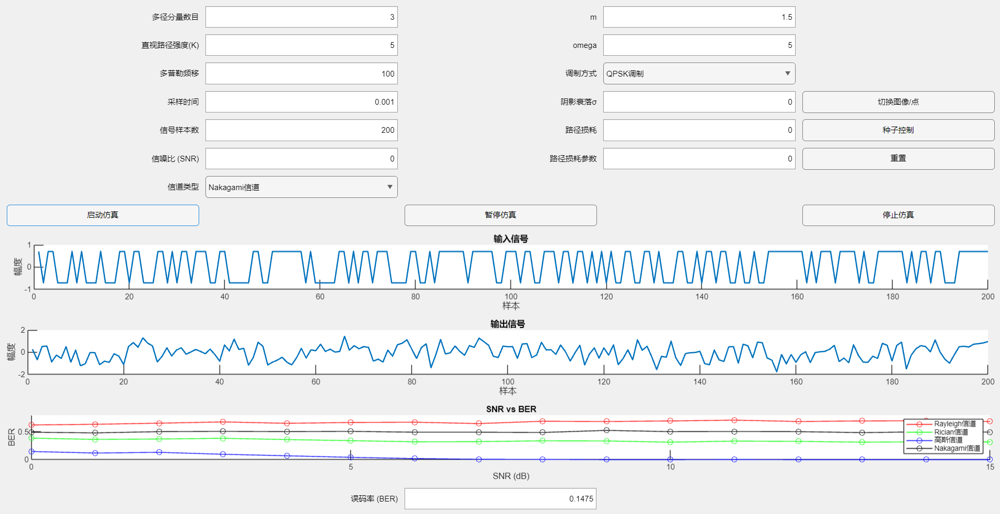 多径分量数目 3 m 1.5
直视路径强度(K) 5 omega 5
多普勒频移 100 调制方式 QPSK调制
采样时间 0.001 阴影衰落σ 0 切换图像/点
信号样本数 200 路径损耗 0 种子控制
信噪比 (SNR) 0 路径损耗参数 0 重置
信道类型 Nakagami信道
启动仿真 暂停仿真 停止仿真
输入信号
幅度
1
0
-1
0 20 40 60 80 100 120 140 160 180 200
样本
输出信号
幅度
2
0
-2
0 20 40 60 80 100 120 140 160 180 200
样本
SNR vs BER
BER
0.5
0
Rayleigh信道
Rician信道
高斯信道
Nakagami信道
0 5 10 15
SNR (dB)
误码率 (BER) 0.1475